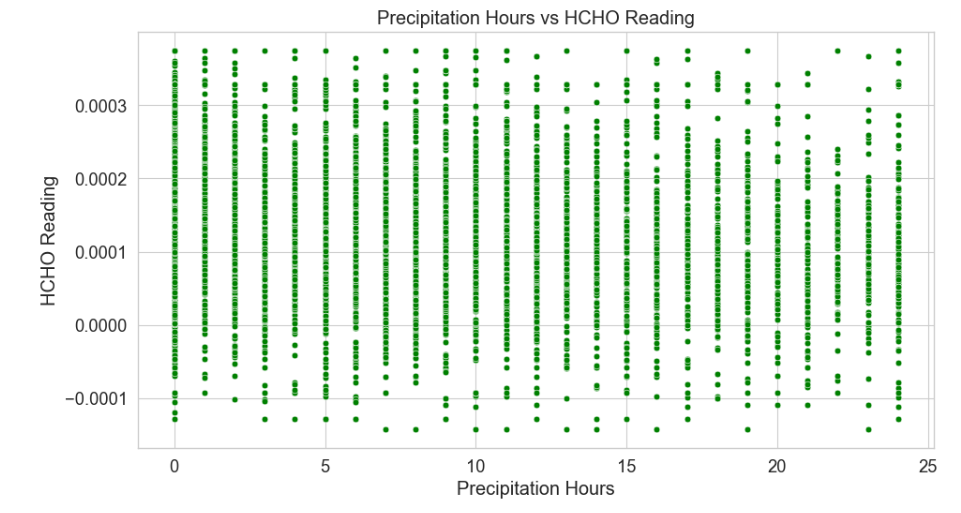 Precipitation Hours vs HCHO Reading
HCHO Reading
0.0003
0.0002
0.0001
0.0000
−0.0001
0 5 10 15 20 25
Precipitation Hours